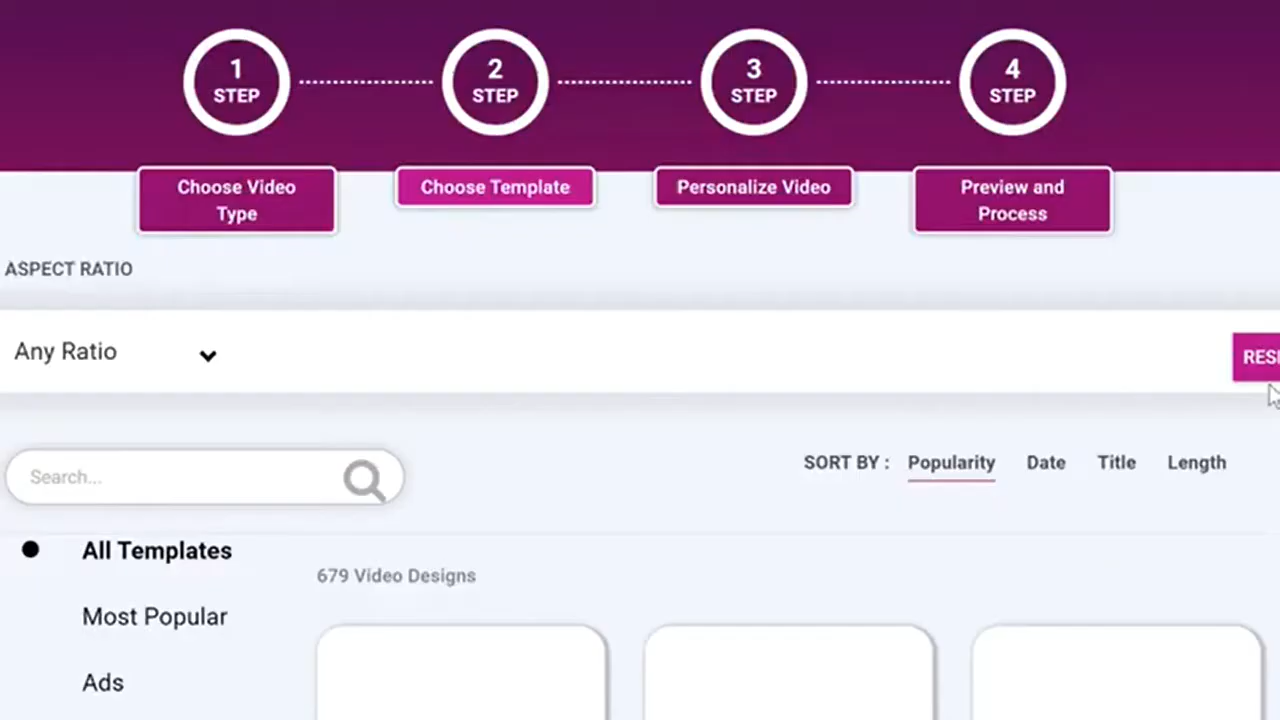 1
STEP
2
STEP
3
STEP
4
STEP
Choose Video
Type
Choose Template
Personalize Video
Preview and
Process
ASPECT RATIO
Any Ratio
RES
Search...
SORT BY : Popularity Date Title Length
All Templates
679 Video Designs
Most Popular
Ads